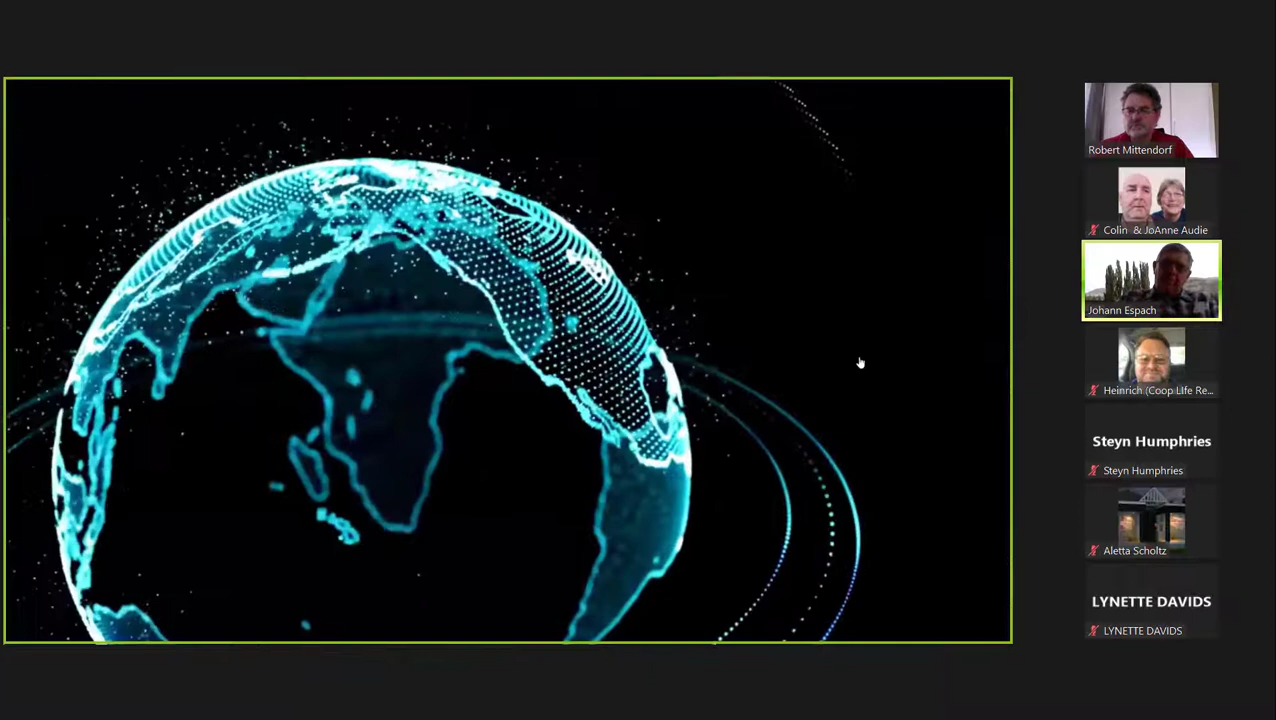 Robert Mittendorf
Colin & JoAnne Audie
Johann Espach
Heinrich (Coop LIfe Re...
Steyn Humphries
Steyn Humphries
Aletta Scholtz
LYNETTE DAVIDS
LYNETTE DAVIDS